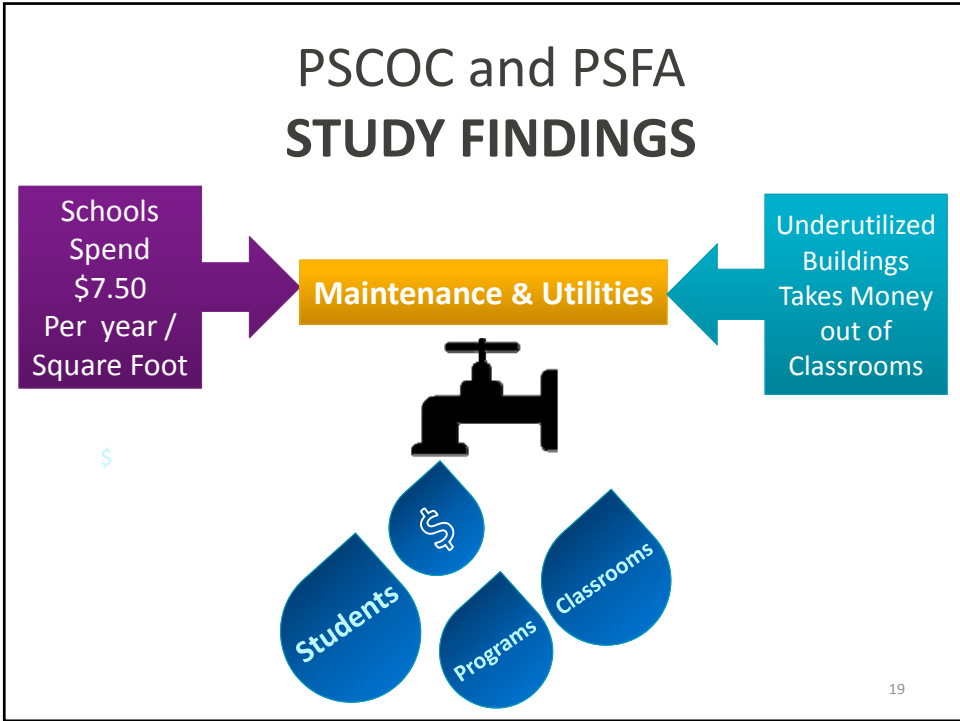 PSCOC and PSFA
STUDY FINDINGS
Schools
Spend
$7.50
Per year /
Square Foot
Maintenance & Utilities
Underutilized
Buildings
Takes Money
out of
Classrooms
$
$
Students
Programs
Classrooms
19